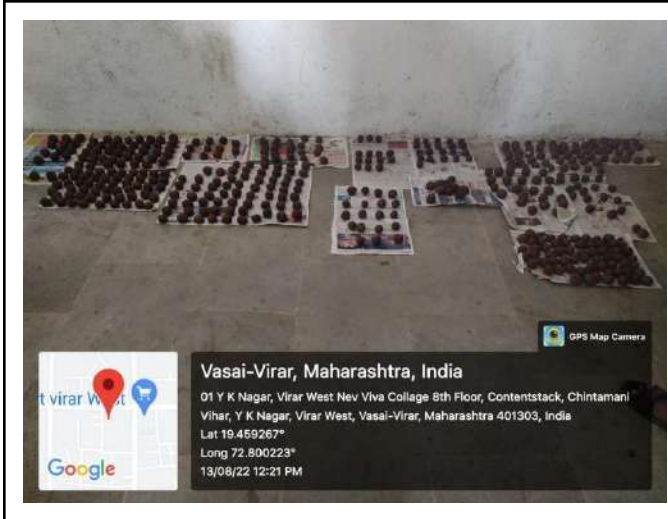 GPS Map Camera
Vasai-Virar, Maharashtra, India
01 Y K Nagar, Virar West Nev Viva Collage 8th Floor, Contentstack, Chintamani
Vihar, Y K Nagar, Virar West, Vasai-Virar, Maharashtra 401303, India
Lat 19.459267°
Long 72.800223°
13/08/22 12:21 PM
t virar W st
Google